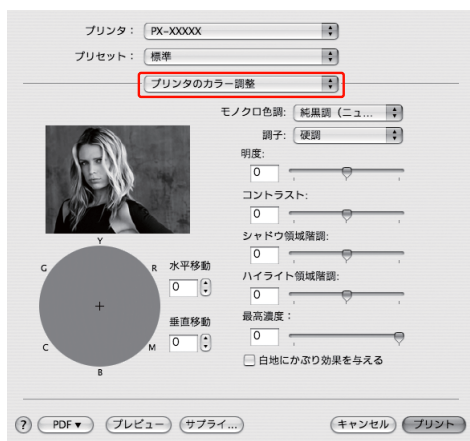 プリンタ： PX-XXXXX
プリセット： 標準
プリンタのカラー調整
モノクロ色調: 純黒調（ニュ...
調子: 硬調
明度:
0
コントラスト:
0
シャドウ領域階調:
0
ハイライト領域階調:
0
最高濃度：
0
白地にかぶり効果を与える
Y
G R
C M
B
水平移動
0
垂直移動
0
? PDF▼ プレビュー サプライ... キャンセル プリント